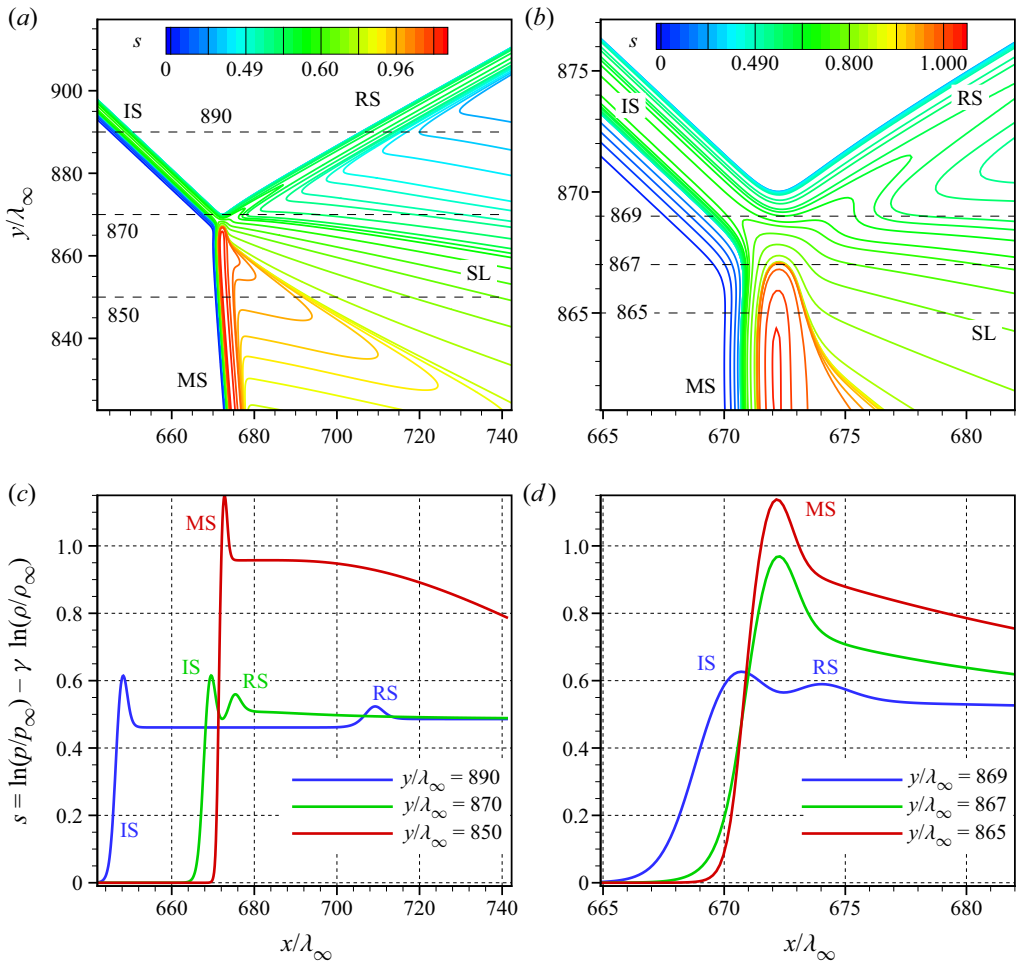 (a)
s
0 0.49 0.60 0.96
900
890
880
870
860
850
840
y/λ∞
IS
890
RS
870
850
SL
MS
660 680 700 720 740
(b)
s
0 0.490 0.800 1.000
875
870
865
IS
RS
869
867
865
SL
MS
665 670 675 680
(c)
s = ln(p/p∞) − γ ln(ρ/ρ∞)
1.0
0.8
0.6
0.4
0.2
0
MS
IS
RS
RS
IS
y/λ∞ = 890
y/λ∞ = 870
y/λ∞ = 850
660 680 700 720 740
x/λ∞
(d)
1.0
0.8
0.6
0.4
0.2
0
MS
IS
RS
y/λ∞ = 869
y/λ∞ = 867
y/λ∞ = 865
665 670 675 680
x/λ∞